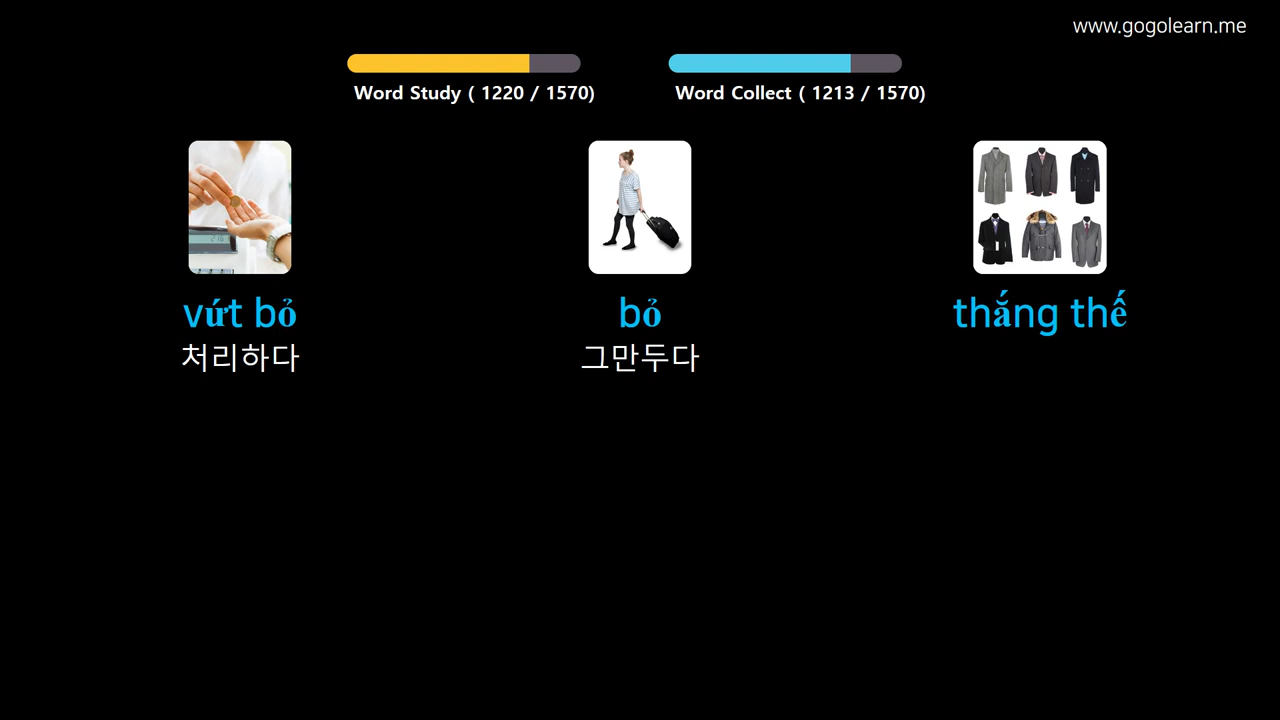 www.gogolearn.me
Word Study ( 1220 / 1570)
Word Collect ( 1213 / 1570)
vứt bỏ
처리하다
bỏ
그만두다
thắng thế